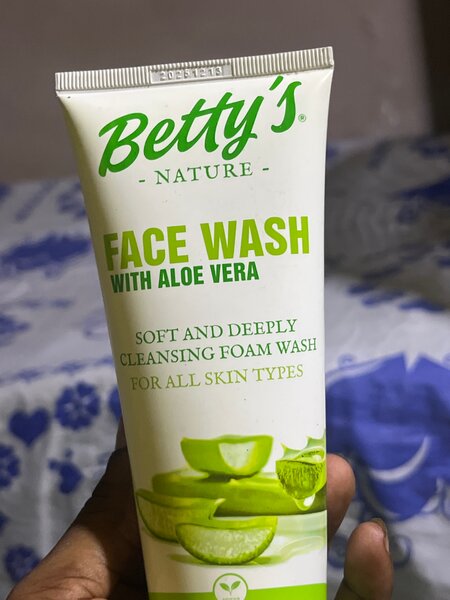 20251213
Betty's®
- NATURE -
FACE WASH
WITH ALOE VERA
SOFT AND DEEPLY
CLEANSING FOAM WASH
FOR ALL SKIN TYPES